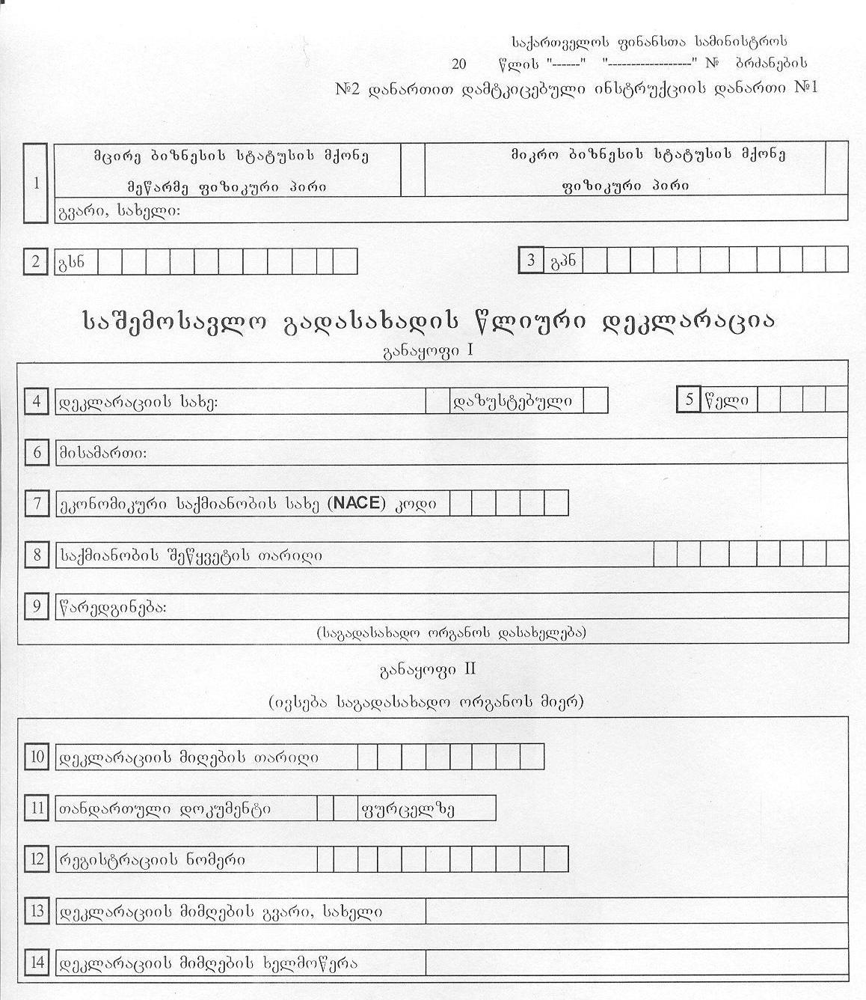 საქართველოს ფინანსთა სამინისტროს
20 წლის "------" "------------------" № ბრძანების
№2 დანართით დამტკიცებული ინსტრუქციის დანართი №1
1
მცირე ბიზნესის სტატუსის მქონე
მეწარმე ფიზიკური პირი
მიკრო ბიზნესის სტატუსის მქონე
ფიზიკური პირი
გვარი, სახელი:
2 გსნ
3 გპნ
საშემოსავლო გადასახადის წლიური დეკლარაცია
განაყოფი I
4 დეკლარაციის სახე: დაზუსტებული 5 წელი
6 მისამართი:
7 ეკონომიკური საქმიანობის სახე (NACE) კოდი
8 საქმიანობის შეწყვეტის თარიღი
9 წარედგინება:
(საგადასახადო ორგანოს დასახელება)
განაყოფი II
(ივსება საგადასახადო ორგანოს მიერ)
10 დეკლარაციის მიღების თარიღი
11 თანდართული დოკუმენტი ფურცელზე
12 რეგისტრაციის ნომერი
13 დეკლარაციის მიმღების გვარი, სახელი
14 დეკლარაციის მიმღების ხელმოწერა